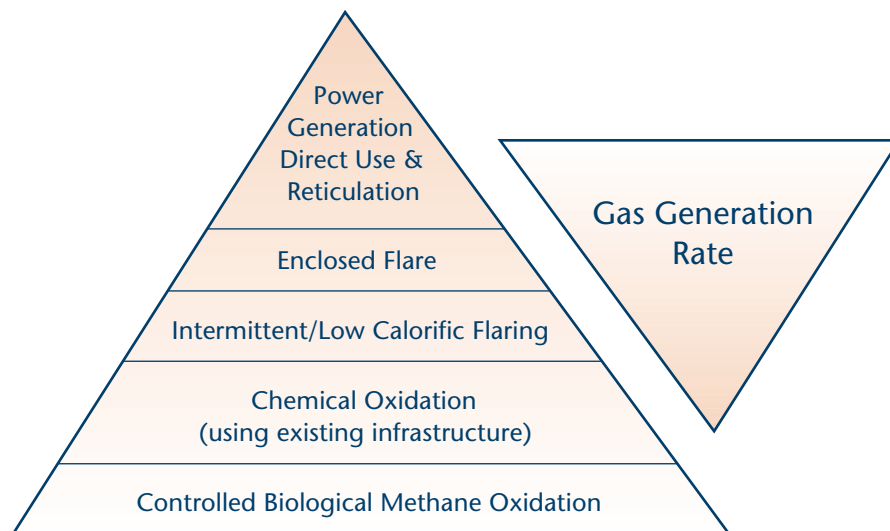 Power
Generation
Direct Use &
Reticulation
Enclosed Flare
Intermittent/Low Calorific Flaring
Chemical Oxidation
(using existing infrastructure)
Controlled Biological Methane Oxidation
Gas Generation
Rate